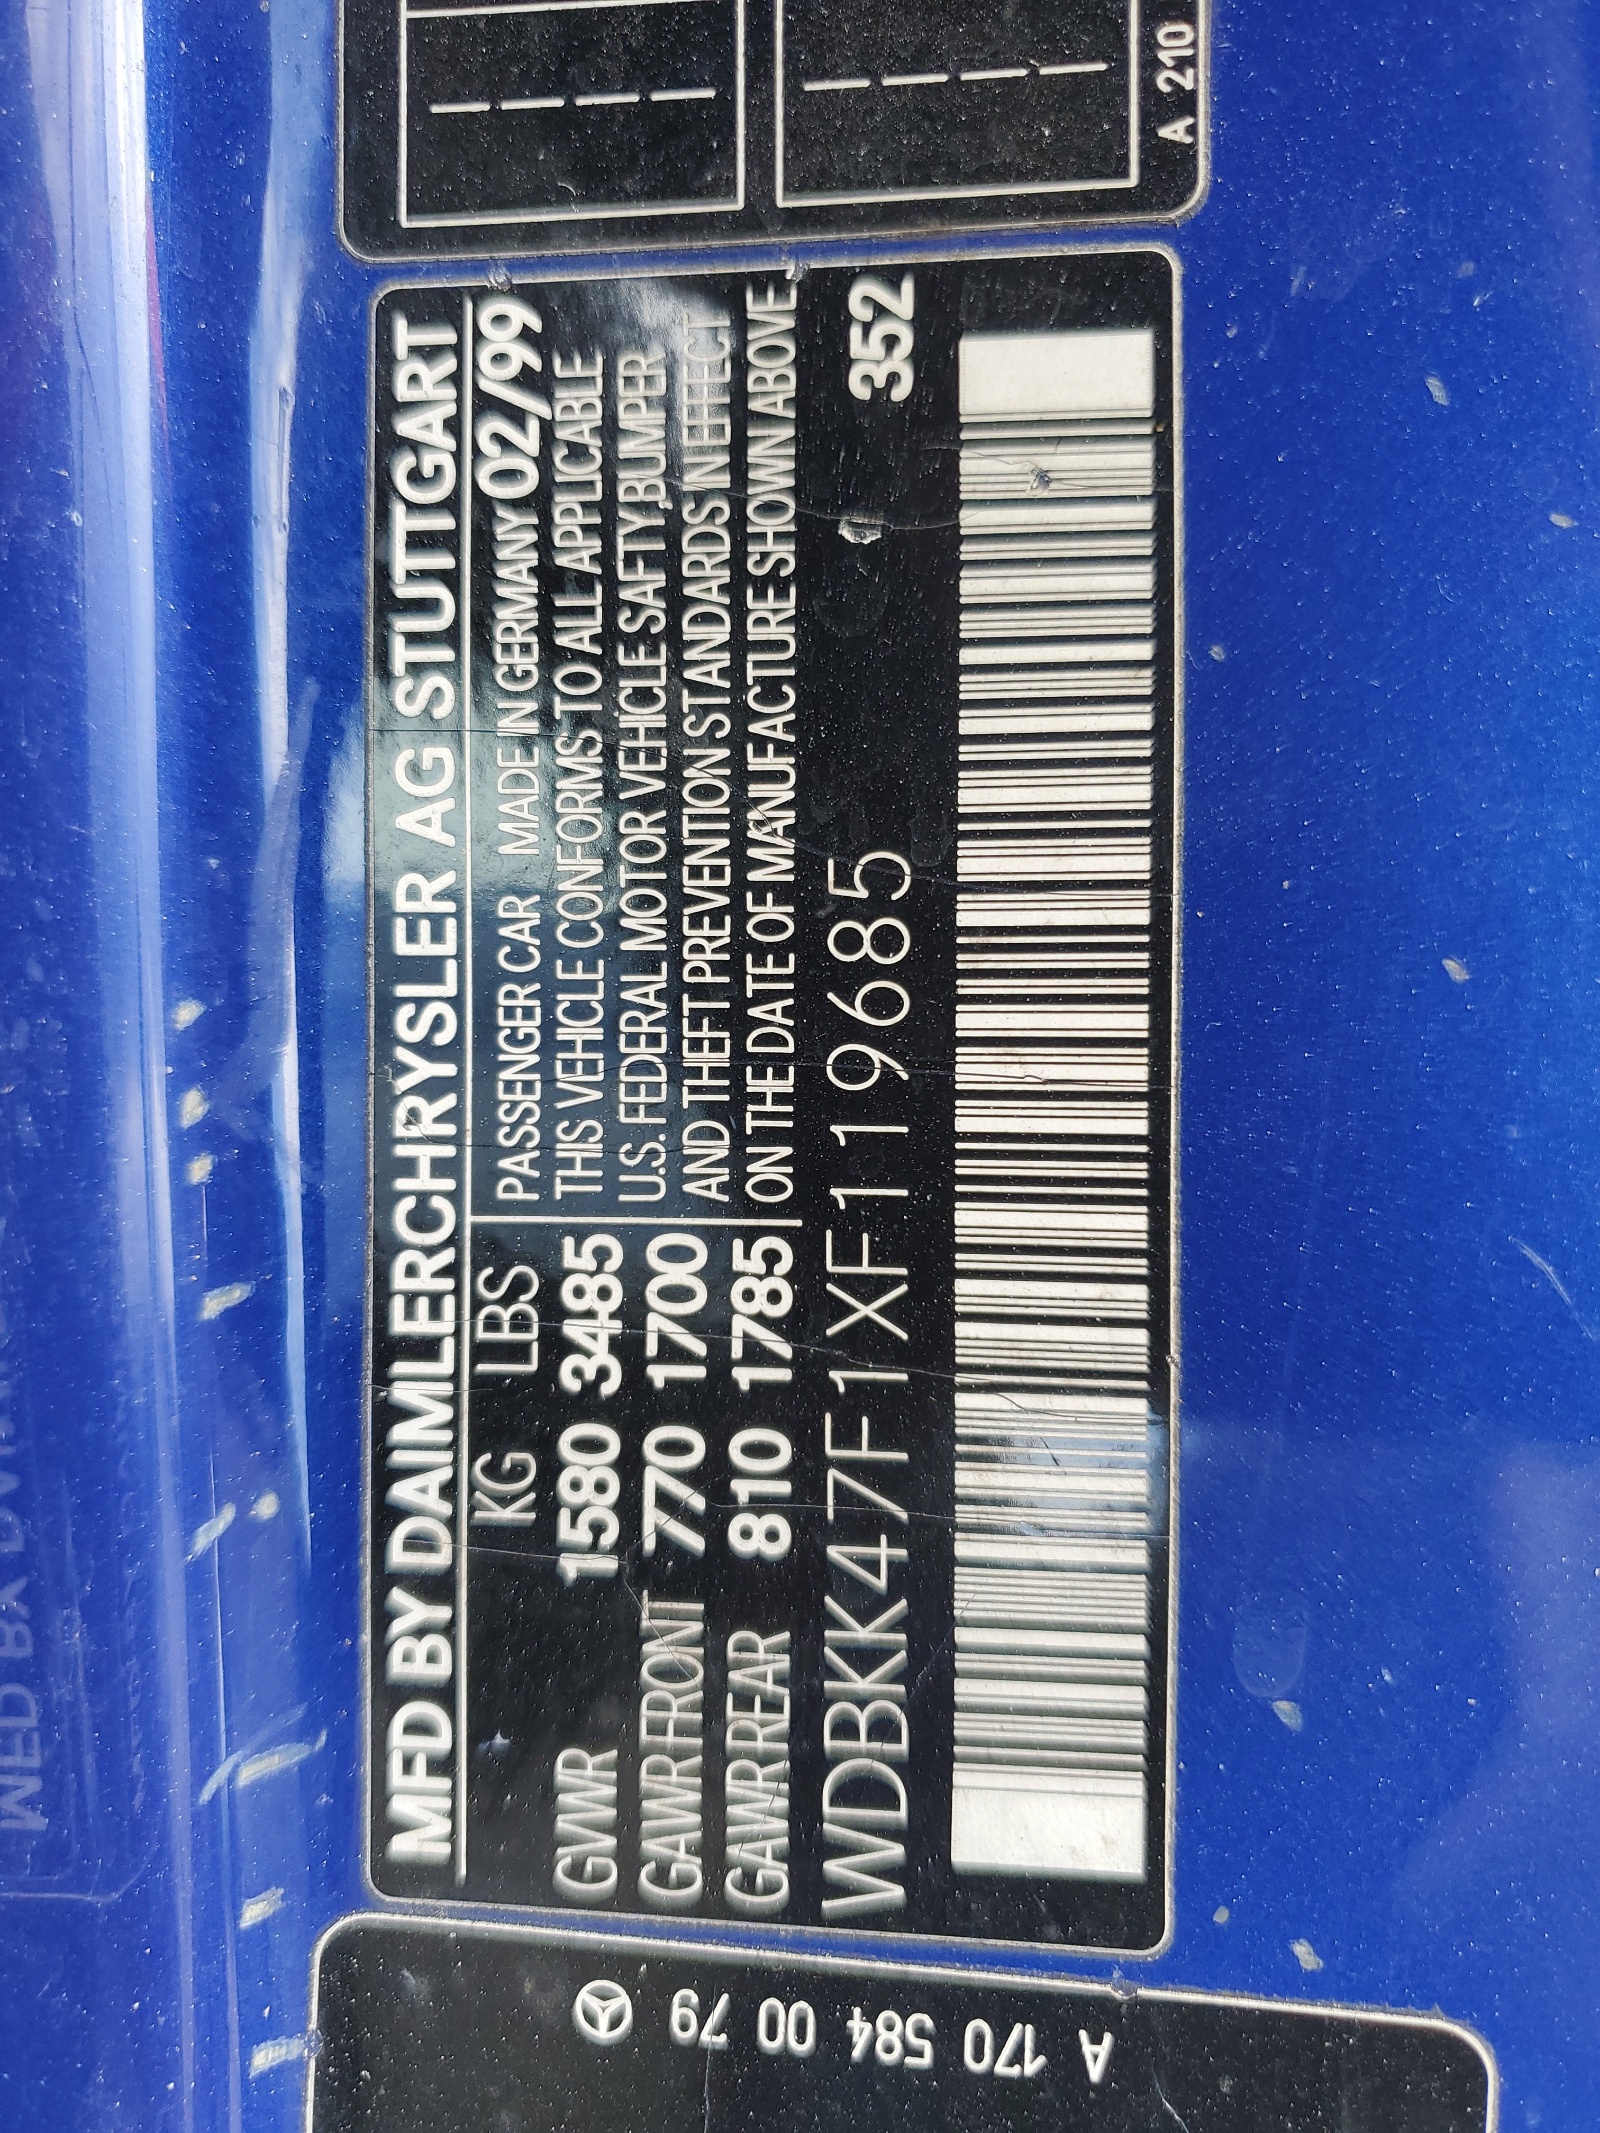 MFD BY DAIMLERCHRYSLER AG STUTTGART
KG LBS
PASSENGER CAR MADE IN GERMANY 02/99
GVWR 1580 3485
THIS VEHICLE CONFORMS TO ALL APPLICABLE
U.S. FEDERAL MOTOR VEHICLE SAFTY,BUMPER
GAWR FRONT 770 1700
AND THEFT PREVENTION STANDARDS IN EFFECT
GAWR REAR 810 1785
ON THE DATE OF MANUFACTURE SHOWN ABOVE.
WDBKK47F1XF119685 352
A 170 584 00 79
A 210